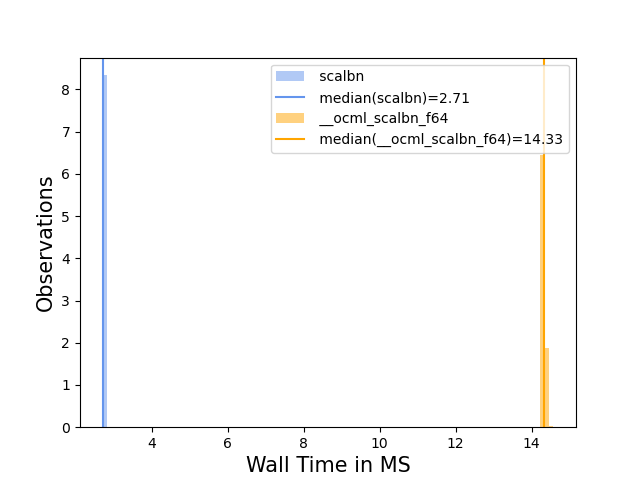 scalbn
median(scalbn)=2.71
__ocml_scalbn_f64
median(__ocml_scalbn_f64)=14.33
8
7
6
5
4
3
2
1
0
Observations
4 6 8 10 12 14
Wall Time in MS